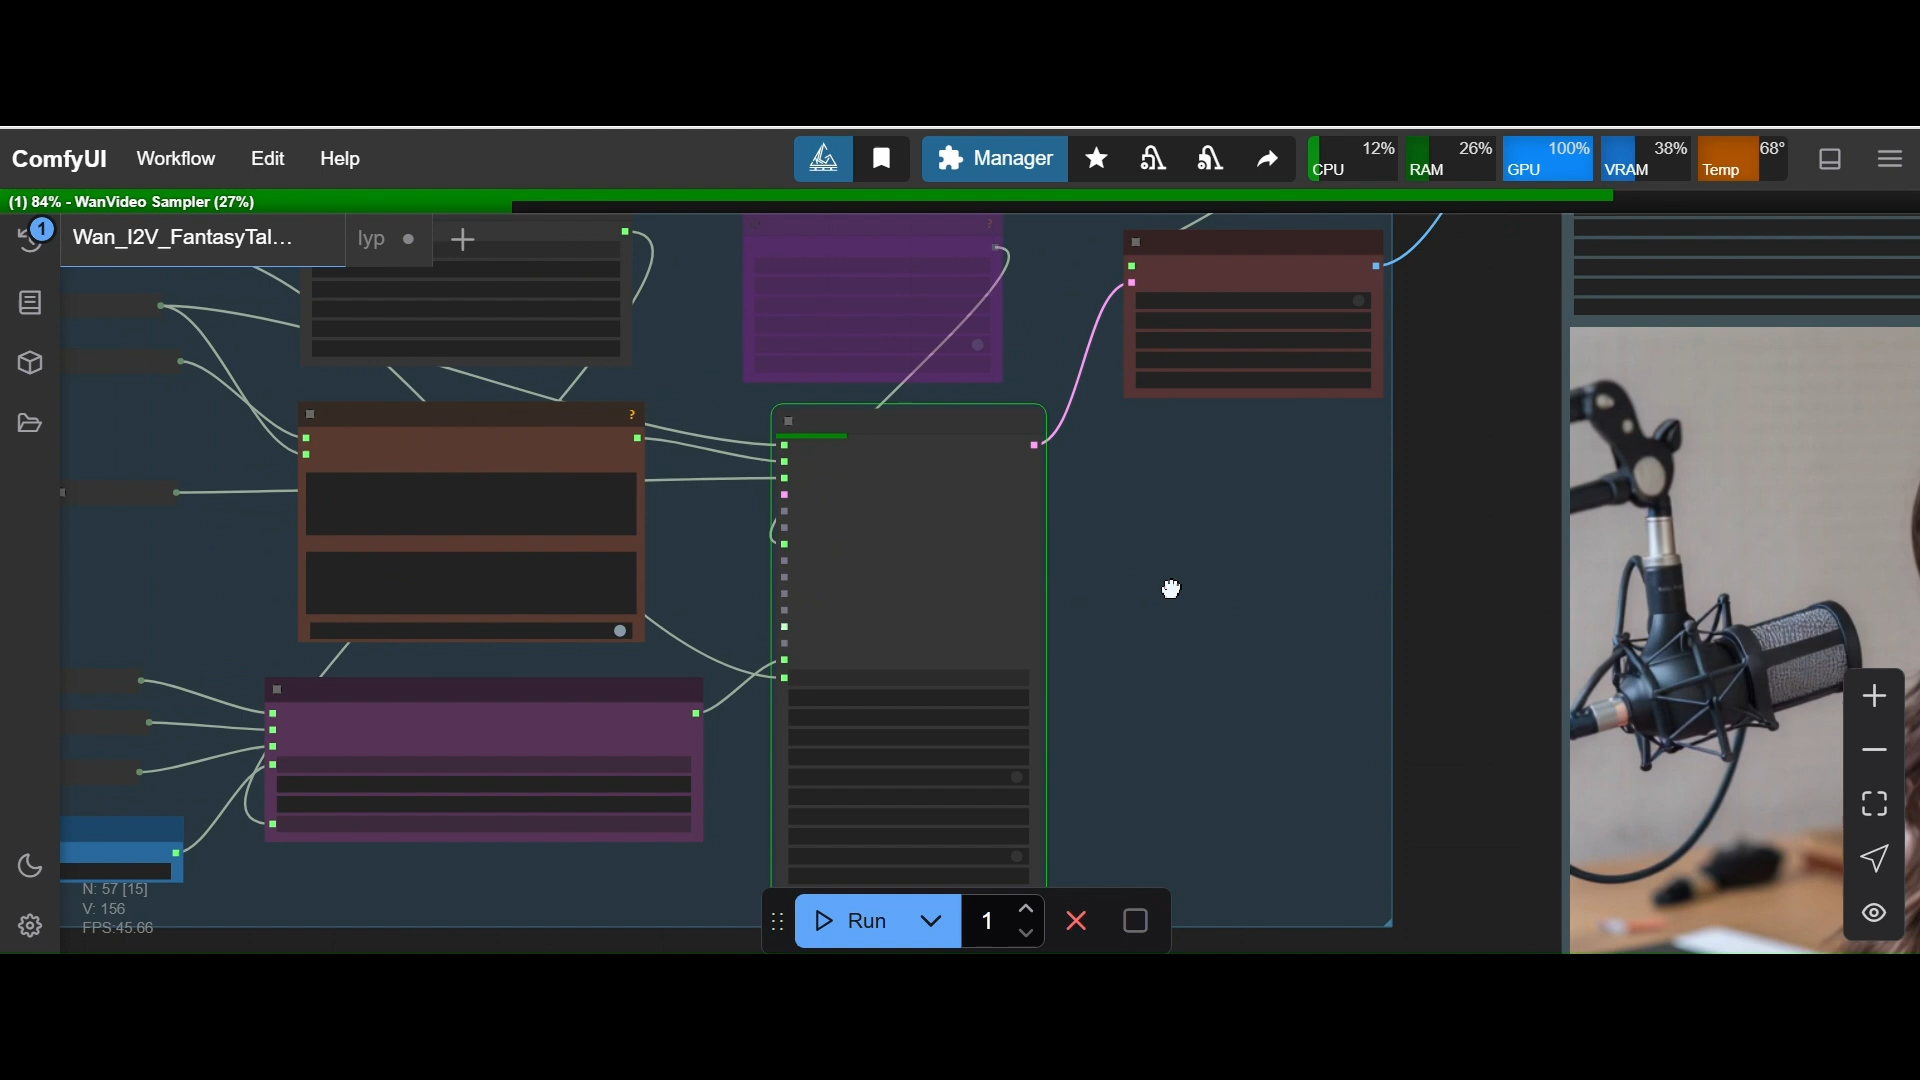 ComfyUI Workflow Edit Help Manager 12% CPU 26% RAM 100% GPU 38% VRAM 68° Temp
(1) 84% - WanVideo Sampler (27%)
1 Wan_I2V_FantasyTal... lyp
?
?
N: 57 [15]
V: 156
FPS:45.66
Run 1